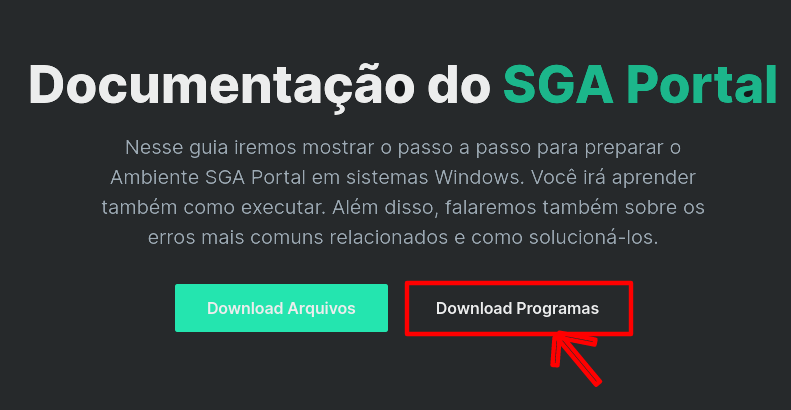 Documentação do SGA Portal
Nesse guia iremos mostrar o passo a passo para preparar o
Ambiente SGA Portal em sistemas Windows. Você irá aprender
também como executar. Além disso, falaremos também sobre os
erros mais comuns relacionados e como solucioná-los.
Download Arquivos
Download Programas